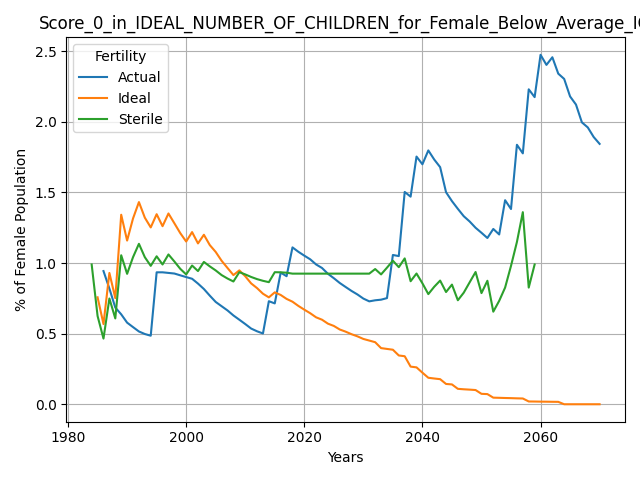 Score_0_in_IDEAL_NUMBER_OF_CHILDREN_for_Female_Below_Average_IQ
Fertility
Actual
Ideal
Sterile
% of Female Population
2.5
2.0
1.5
1.0
0.5
0.0
1980 2000 2020 2040 2060
Years